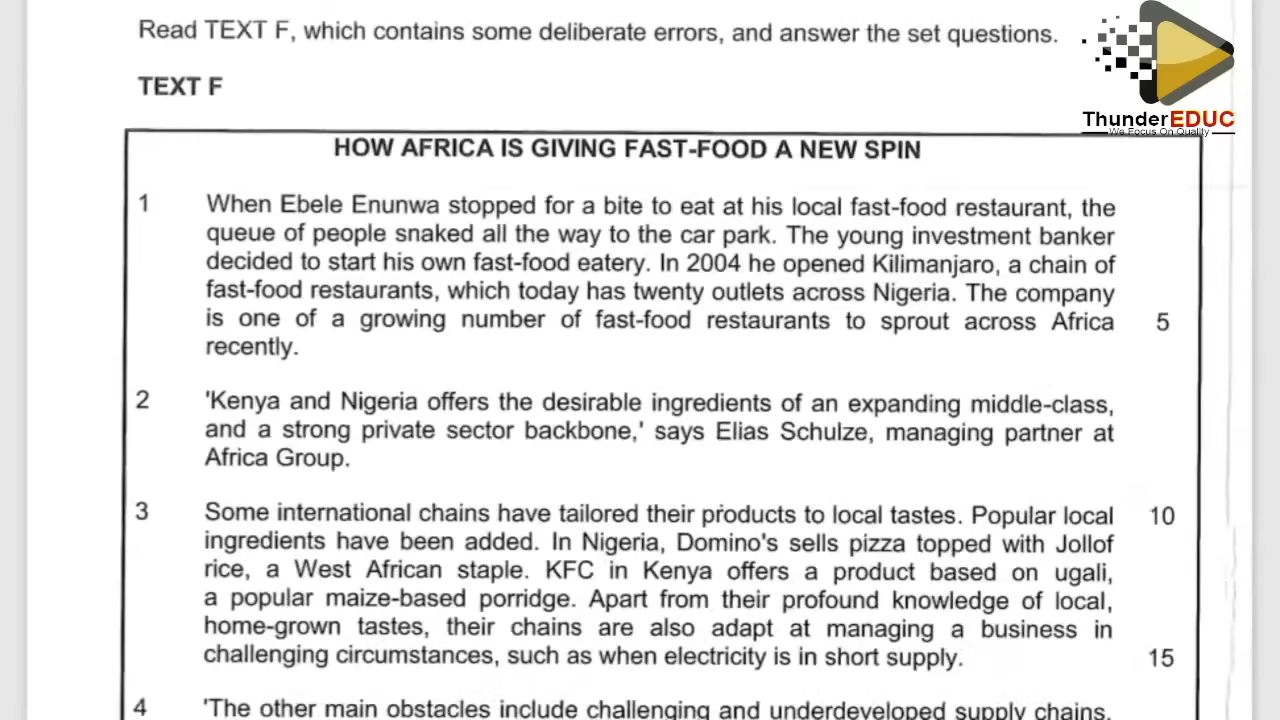 Read TEXT F, which contains some deliberate errors, and answer the set questions.
TEXT F
ThunderEDUC
We Focus On Quality
HOW AFRICA IS GIVING FAST-FOOD A NEW SPIN
1 When Ebele Enunwa stopped for a bite to eat at his local fast-food restaurant, the
queue of people snaked all the way to the car park. The young investment banker
decided to start his own fast-food eatery. In 2004 he opened Kilimanjaro, a chain of
fast-food restaurants, which today has twenty outlets across Nigeria. The company
is one of a growing number of fast-food restaurants to sprout across Africa 5
recently.
2 'Kenya and Nigeria offers the desirable ingredients of an expanding middle-class,
and a strong private sector backbone,' says Elias Schulze, managing partner at
Africa Group.
3 Some international chains have tailored their products to local tastes. Popular local 10
ingredients have been added. In Nigeria, Domino's sells pizza topped with Jollof
rice, a West African staple. KFC in Kenya offers a product based on ugali,
a popular maize-based porridge. Apart from their profound knowledge of local,
home-grown tastes, their chains are also adapt at managing a business in
challenging circumstances, such as when electricity is in short supply. 15
4 'The other main obstacles include challenging and underdeveloped supply chains,